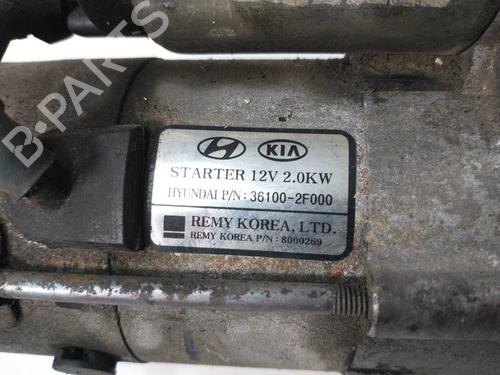 B-PARTS
KIA
STARTER 12V 2.0KW
HYUNDAI P/N: 36100-2F000
REMY KOREA, LTD.
REMY KOREA P/N: 8000269